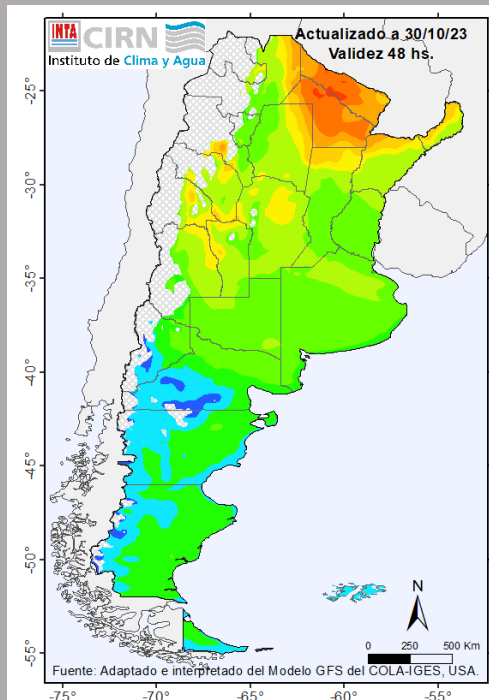 INTA CIRN
Instituto de Clima y Agua
Actualizado a 30/10/23
Validez 48 hs.
-25°
-30°
-35°
-40°
-45°
-50°
-55°
N
0 250 500 Km
Fuente: Adaptado e interpretado del Modelo GFS del COLA-IGES, USA.
-75° -70° -65° -60° -55°